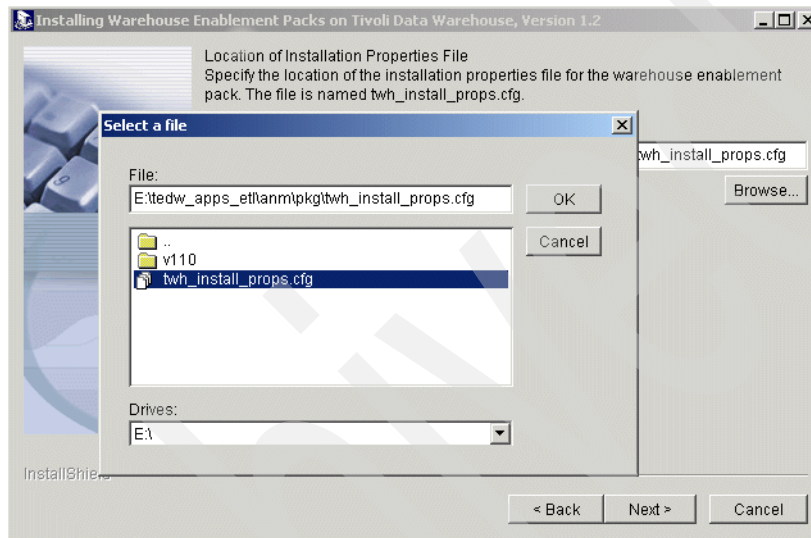 Installing Warehouse Enablement Packs on Tivoli Data Warehouse, Version 1.2
Location of Installation Properties File
Specify the location of the installation properties file for the warehouse enablement
pack. The file is named twh_install_props.cfg.
Select a file
twh_install_props.cfg
Browse...
File:
E:\tedw_apps_etl\anm\pkg\twh_install_props.cfg
OK
Cancel
..
v110
twh_install_props.cfg
Drives:
E:\
InstallShield
< Back
Next >
Cancel